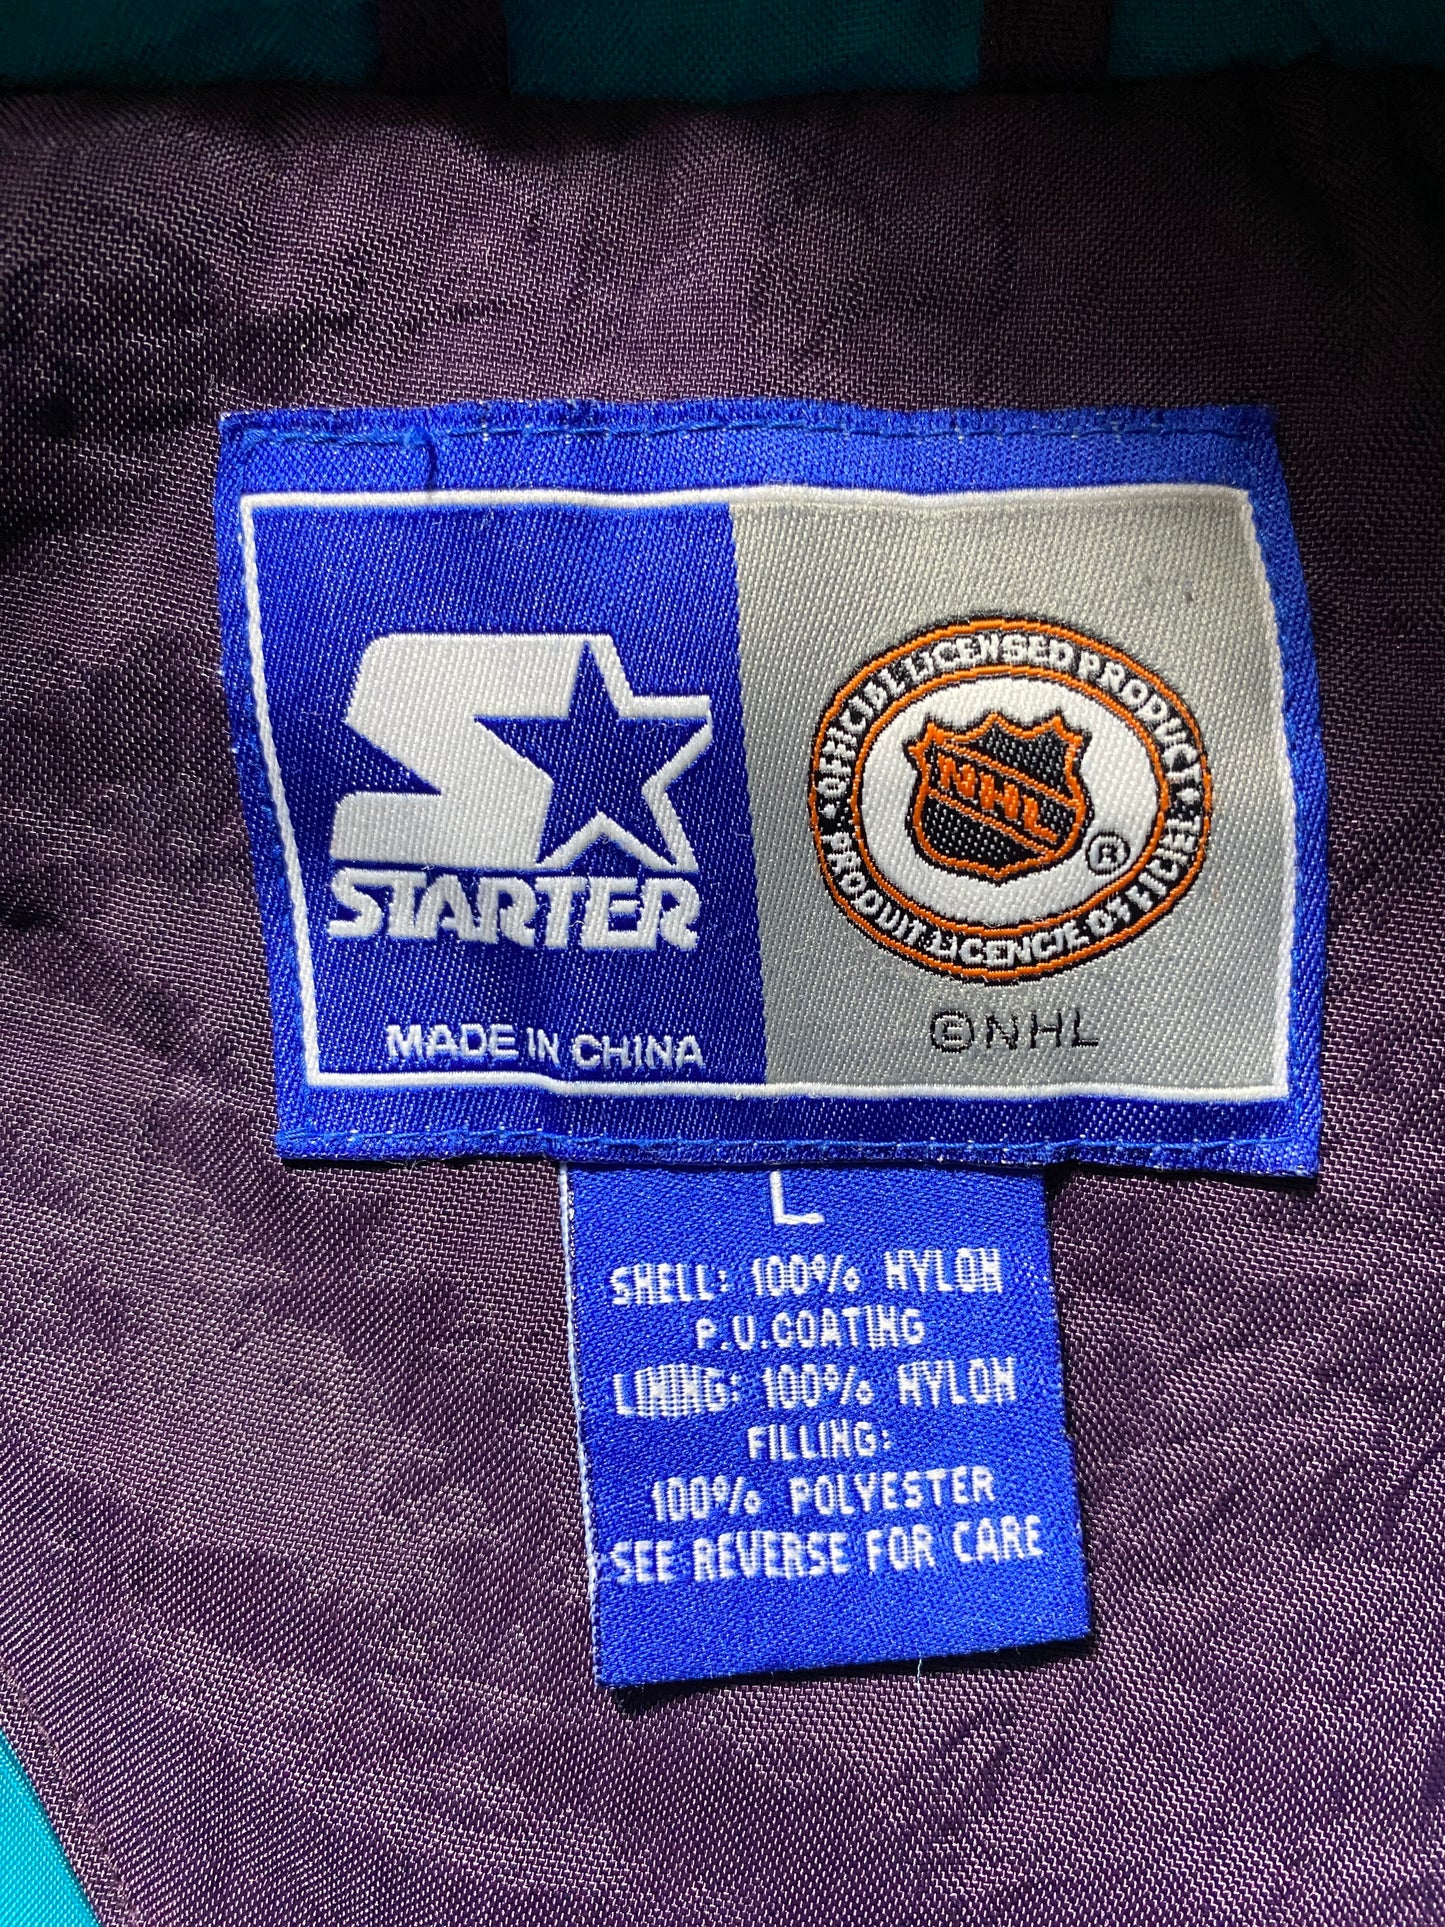 STARTER
MADE IN CHINA
OFFICIAL LICENSED PRODUCT
NHL
®
PRODUIT LICENCIE OFFICIEL
©NHL
L
SHELL: 100% NYLON
P.U.COATING
LINING: 100% NYLON
FILLING:
100% POLYESTER
SEE REVERSE FOR CARE